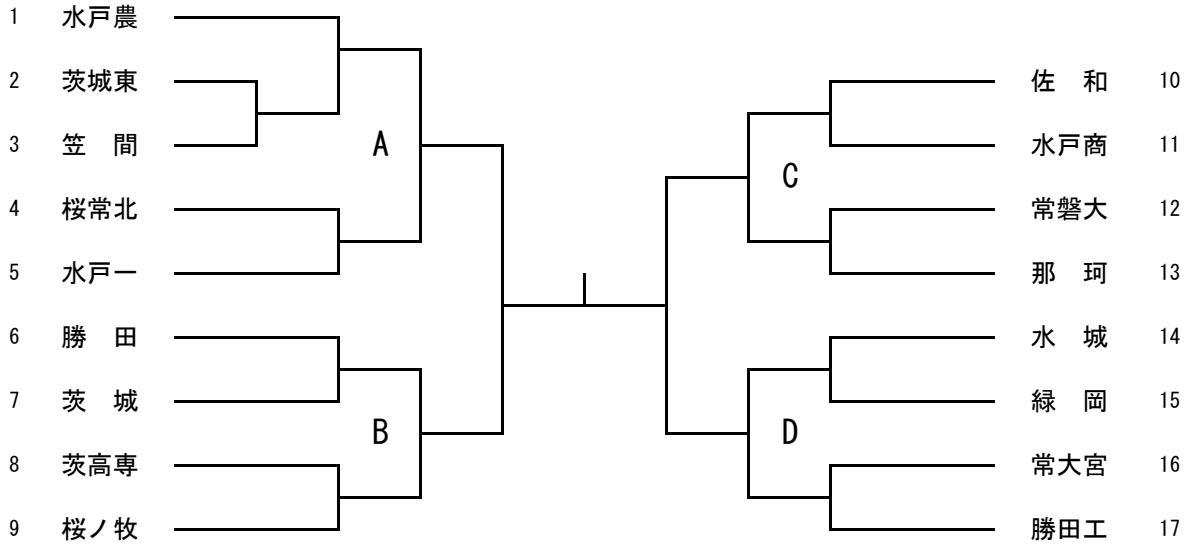 1 水戸農
2 茨城東
3 笠　間
A
4 桜常北
5 水戸一
6 勝　田
7 茨　城
B
8 茨高専
9 桜ノ牧
佐　和 10
水戸商 11
C
常磐大 12
那　珂 13
水　城 14
緑　岡 15
D
常大宮 16
勝田工 17